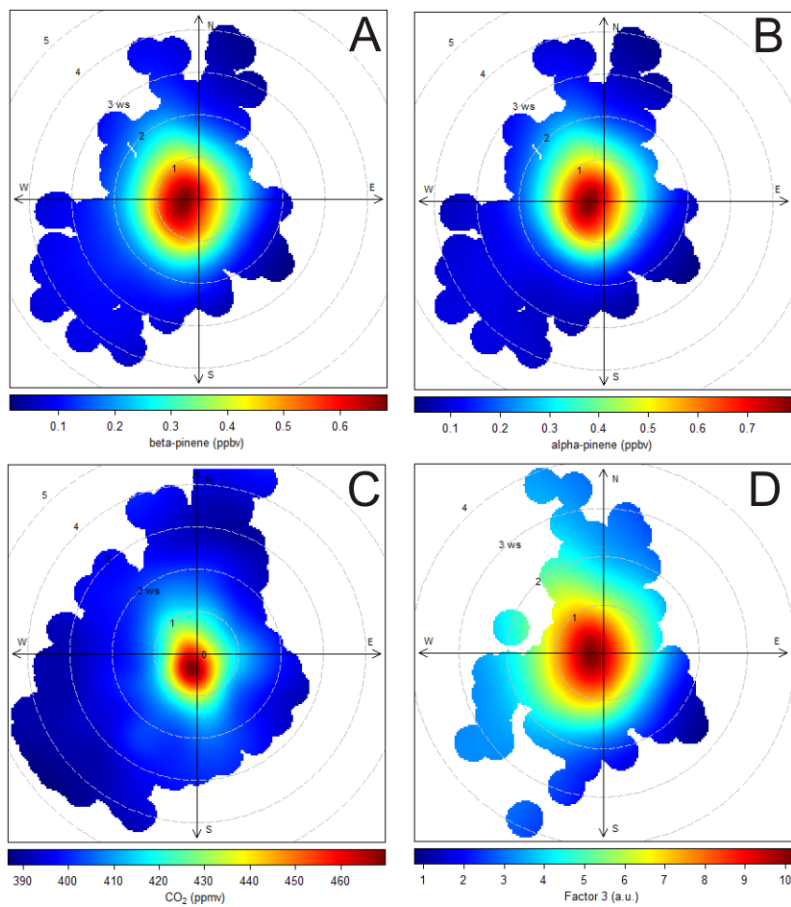 A
N
5
4
3 ws
2
1
W
E
S
0.1 0.2 0.3 0.4 0.5 0.6
beta-pinene (ppbv)
B
N
5
4
3 ws
2
1
W
E
S
0.1 0.2 0.3 0.4 0.5 0.6 0.7
alpha-pinene (ppbv)
C
N
5
4
2 ws
1
0
W
E
S
390 400 410 420 430 440 450 460
CO2 (ppmv)
D
N
4
3 ws
2
1
W
E
S
1 2 3 4 5 6 7 8 9 10
Factor 3 (a.u.)